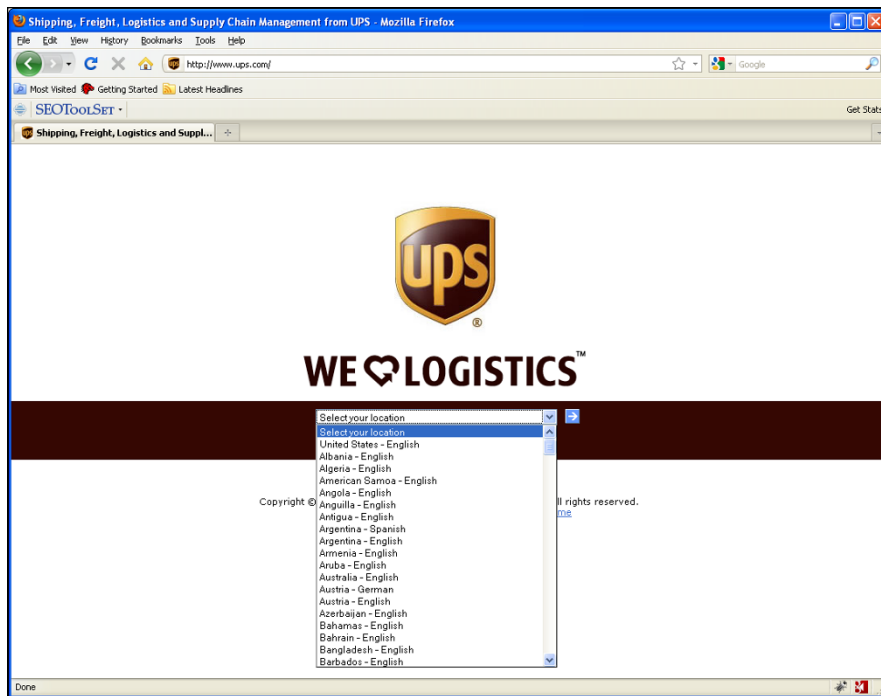 Shipping, Freight, Logistics and Supply Chain Management from UPS - Mozilla Firefox
File Edit View History Bookmarks Tools Help
http://www.ups.com/ Google
Most Visited Getting Started Latest Headlines
SEOToolSet Get Stats
Shipping, Freight, Logistics and Suppl...
ups
®
WE LOGISTICS™
Select your location
Select your location
United States - English
Albania - English
Algeria - English
American Samoa - English
Angola - English
Copyright © ll rights reserved.
Anguilla - English
me
Antigua - English
Argentina - Spanish
Argentina - English
Armenia - English
Aruba - English
Australia - English
Austria - German
Austria - English
Azerbaijan - English
Bahamas - English
Bahrain - English
Bangladesh - English
Barbados - English
Done